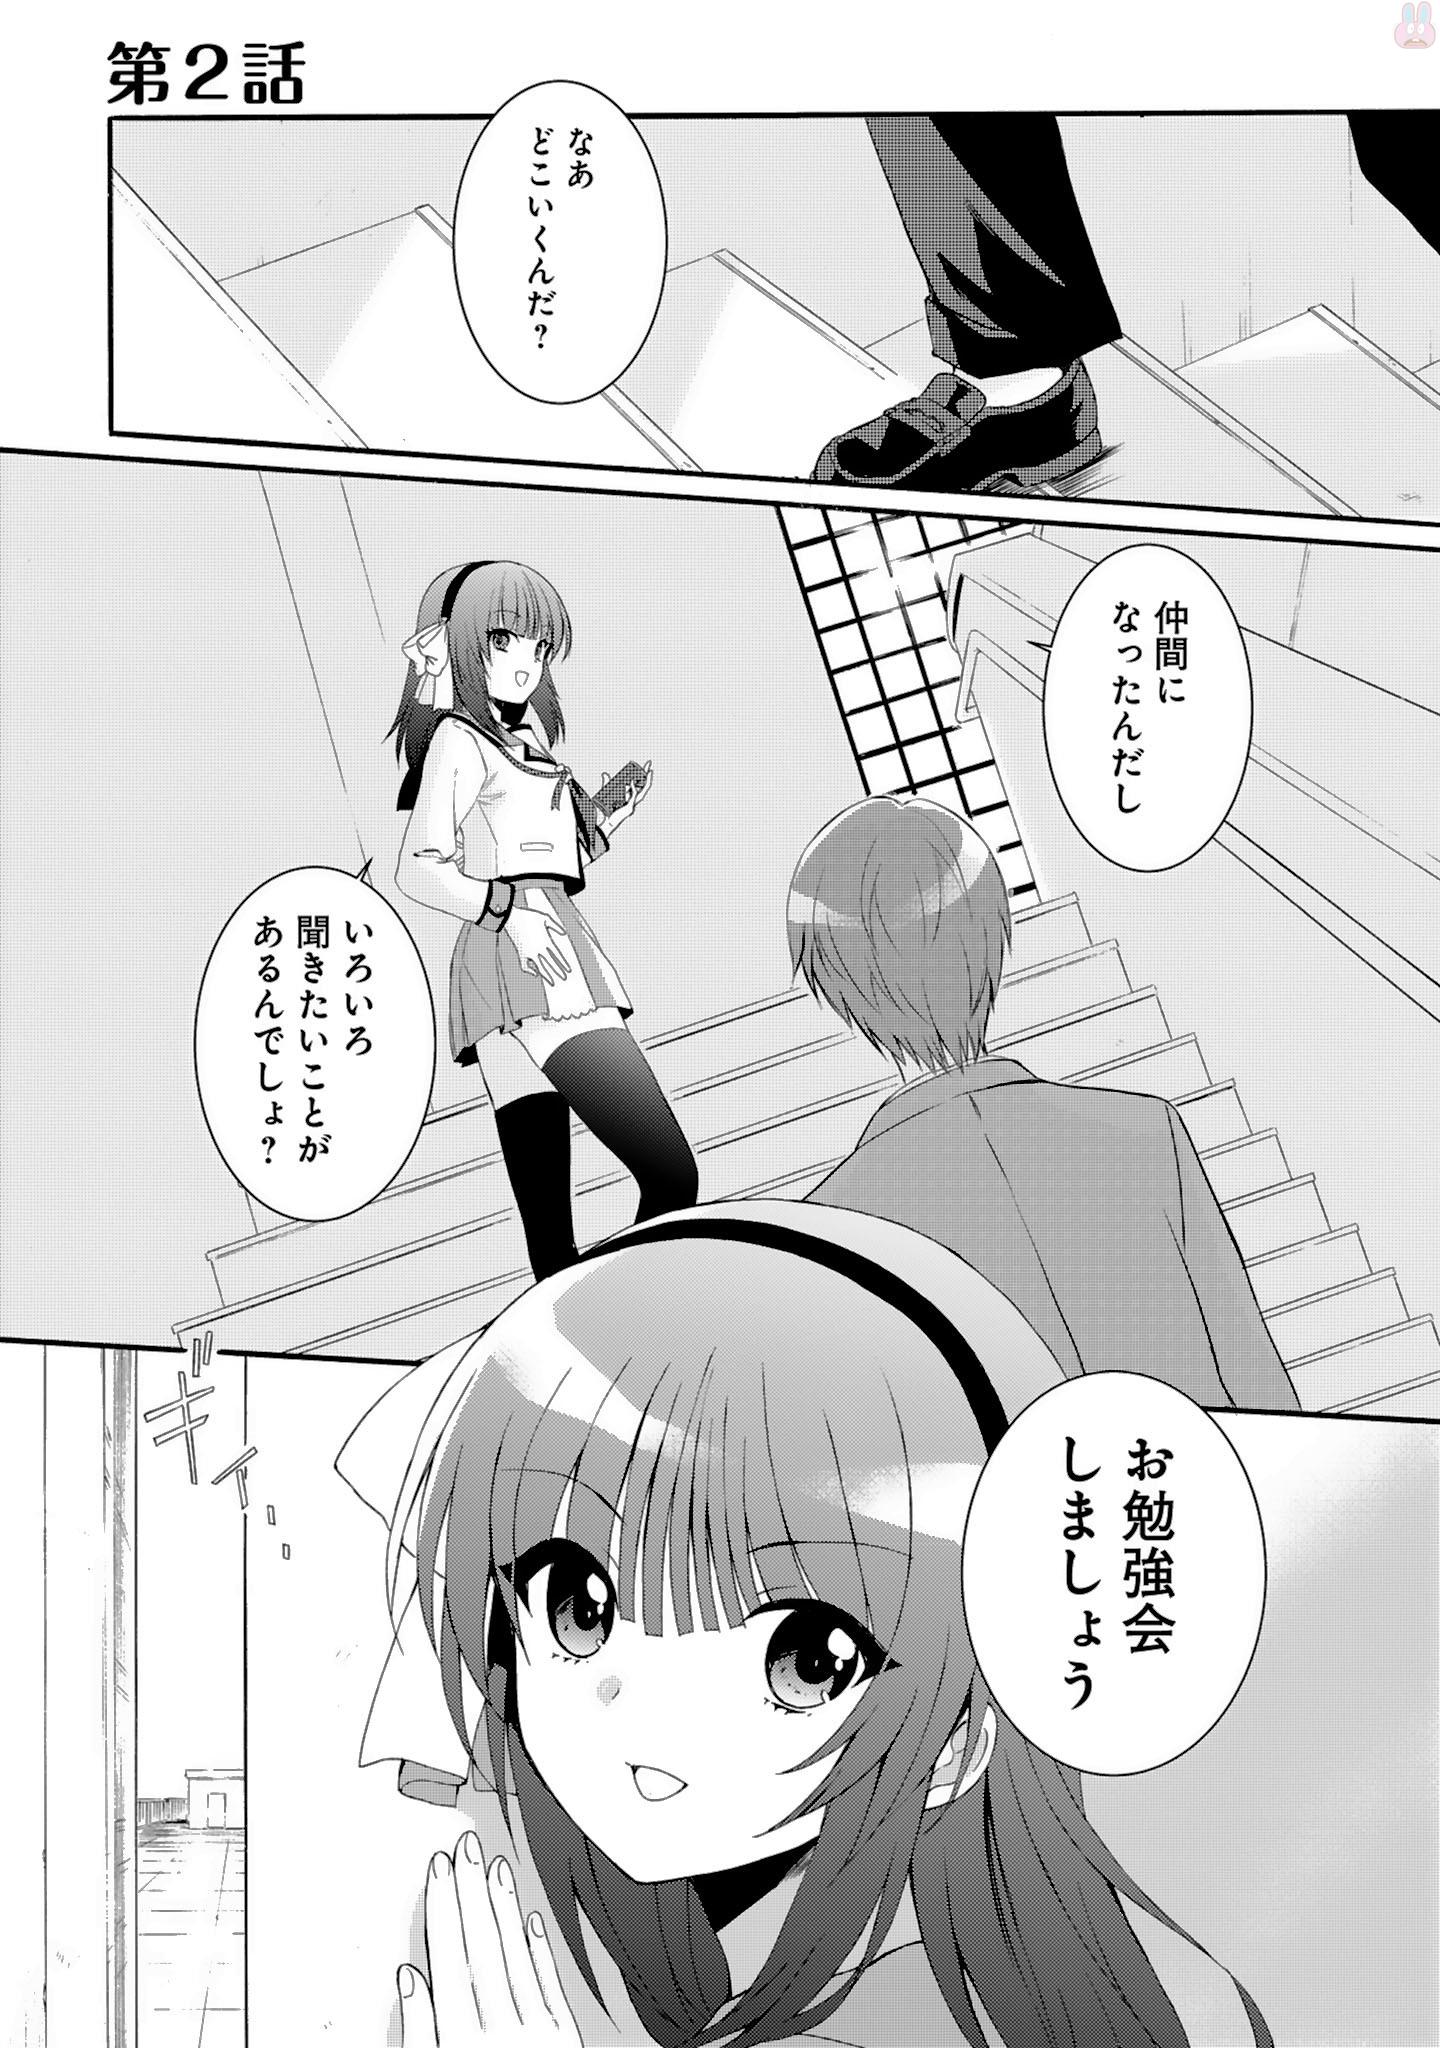 第２話
なあ
どこいくんだ？
仲間に
なったんだし
いろいろ
聞きたいことが
あるんでしょ？
お勉強会
しましょう
ギィ…